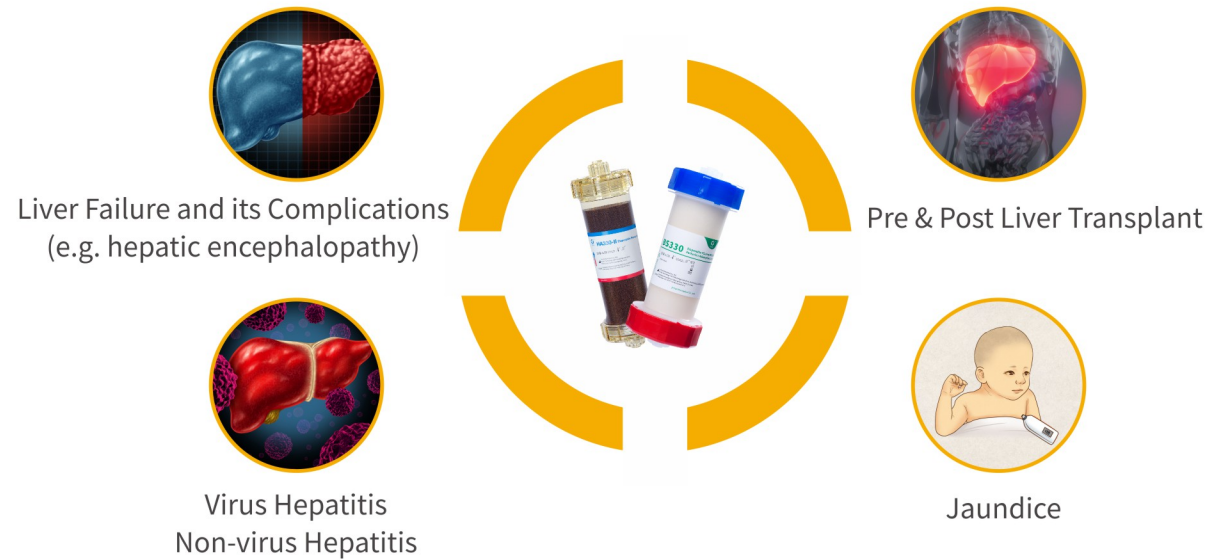 Liver Failure and its Complications
(e.g. hepatic encephalopathy)
Pre & Post Liver Transplant
BS330
Virus Hepatitis
Non-virus Hepatitis
Jaundice